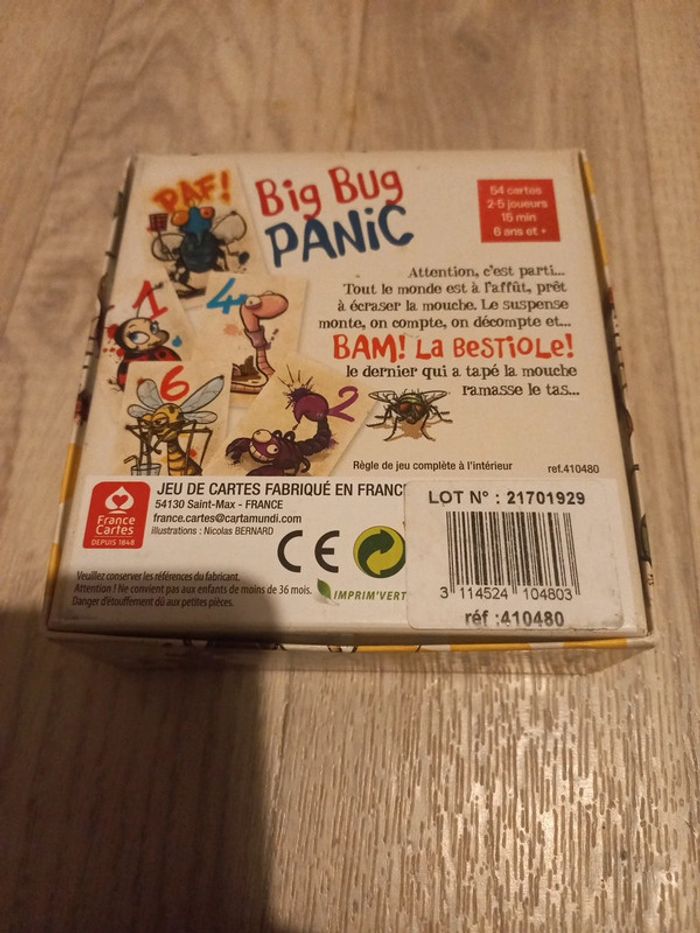 PAF!
Big Bug
PANiC
54 cartes
2-5 joueurs
15 min
6 ans et +
1
4
6
2
Attention, c'est parti...
Tout le monde est à l'affût, prêt
à écraser la mouche. Le suspense
monte, on compte, on décompte et...
BAM! La BeSTiOLe!
le dernier qui a tapé la mouche
ramasse le tas...
Règle de jeu complète à l'intérieur
ref.410480
France
Cartes
DEPUIS 1848
JEU DE CARTES FABRIQUÉ EN FRANC
54130 Saint-Max - FRANCE
france.cartes@cartamundi.com
illustrations : Nicolas BERNARD
CE
IMPRIM'VERT
Veuillez conserver les références du fabricant.
Attention ! Ne convient pas aux enfants de moins de 36 mois.
Danger d'étouffement dû aux petites pièces.
LOT N° : 21701929
3 114524 104803
réf :410480